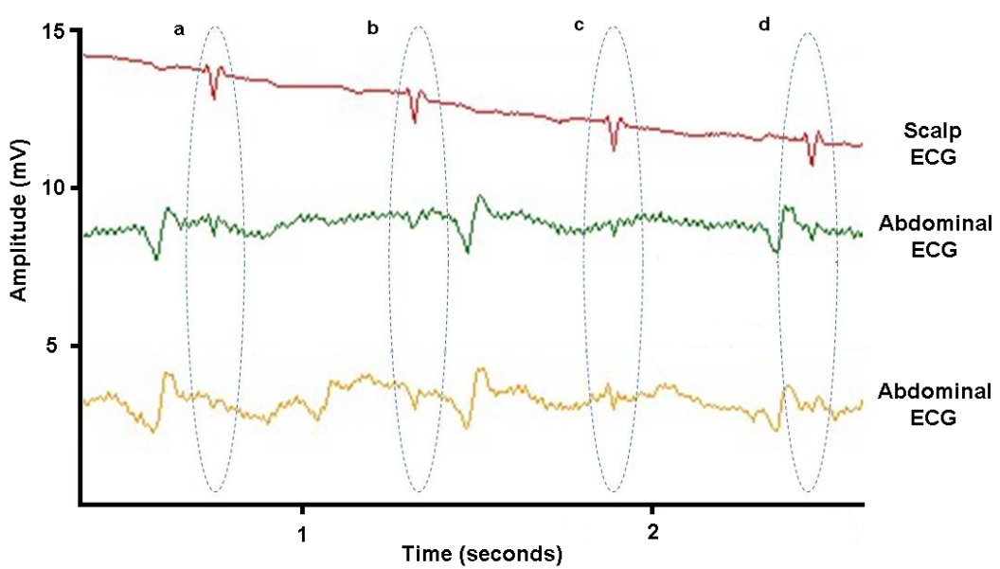 15
a
b
c
d
Scalp
ECG
10
Abdominal
ECG
Amplitude (mV)
5
Abdominal
ECG
1
2
Time (seconds)